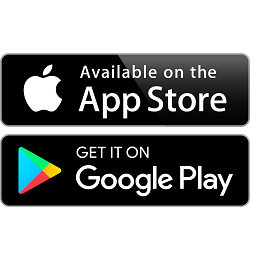 Available on the
App Store
GET IT ON
Google Play